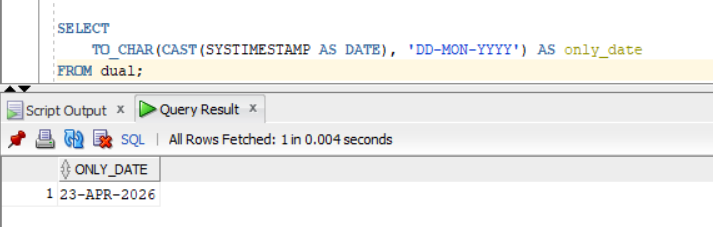 SELECT
TO_CHAR(CAST(SYSTIMESTAMP AS DATE), 'DD-MON-YYYY') AS only_date
FROM dual;
Script Output x Query Result x
SQL | All Rows Fetched: 1 in 0.004 seconds
ONLY_DATE
1 23-APR-2026